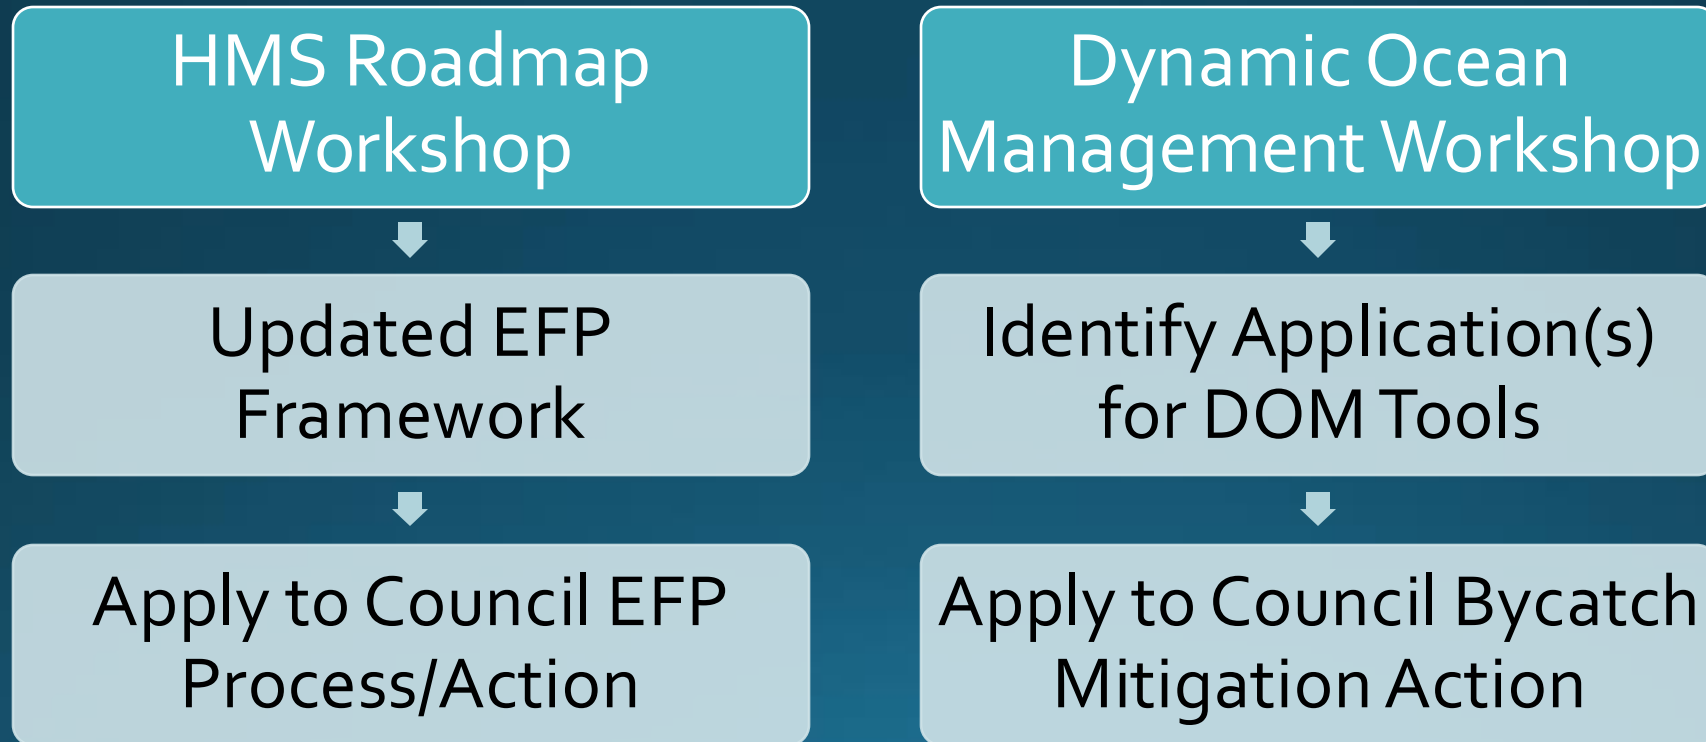 HMS Roadmap
Workshop
Updated EFP
Framework
Apply to Council EFP
Process/Action
Dynamic Ocean
Management Workshop
Identify Application(s)
for DOM Tools
Apply to Council Bycatch
Mitigation Action